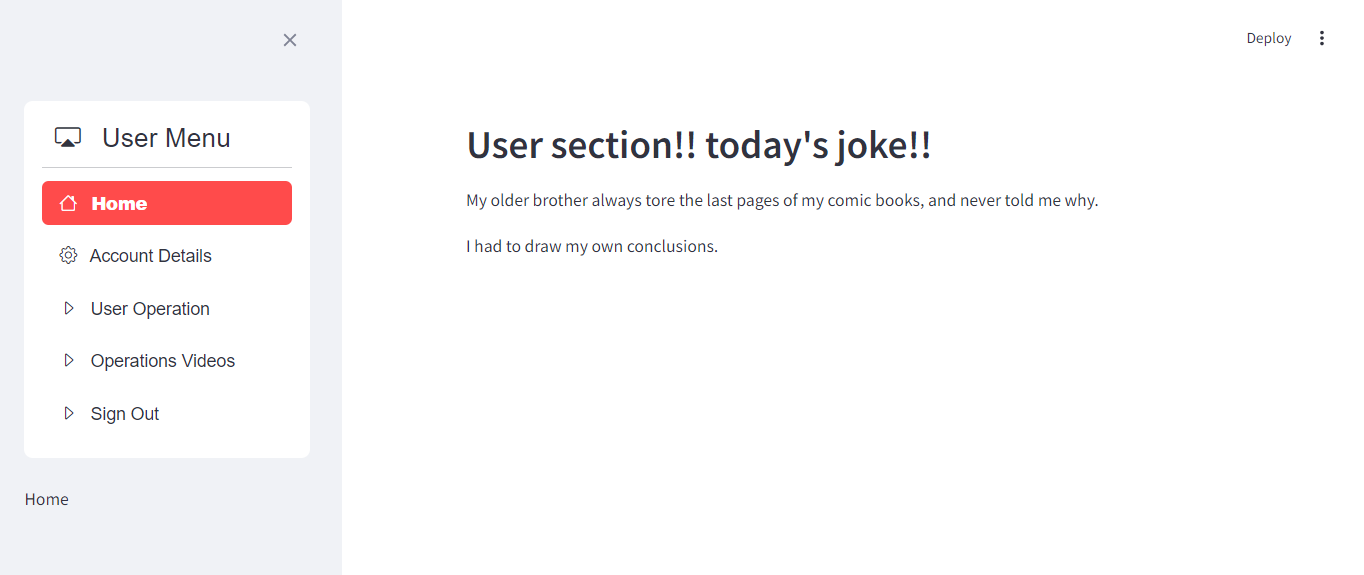 Deploy
User Menu
Home
Account Details
User Operation
Operations Videos
Sign Out
Home
User section!! today's joke!!
My older brother always tore the last pages of my comic books, and never told me why.
I had to draw my own conclusions.